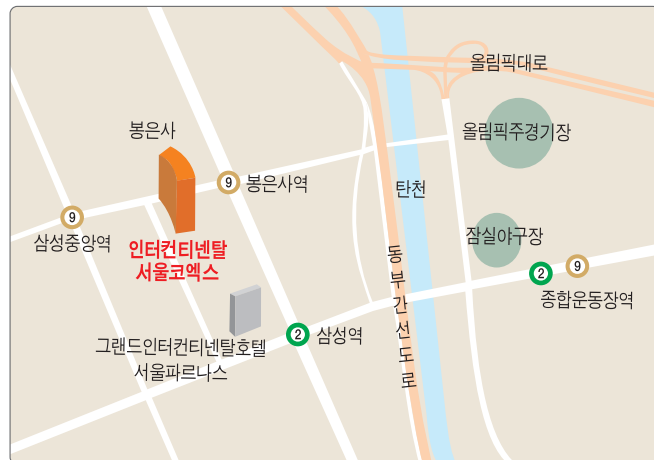 올림픽대로
봉은사
올림픽주경기장
9
봉은사역
탄천
9
삼성중앙역
잠실야구장
인터컨티넨탈
서울코엑스
동부간선도로
2
9
종합운동장역
2
삼성역
그랜드인터컨티넨탈호텔
서울파르나스